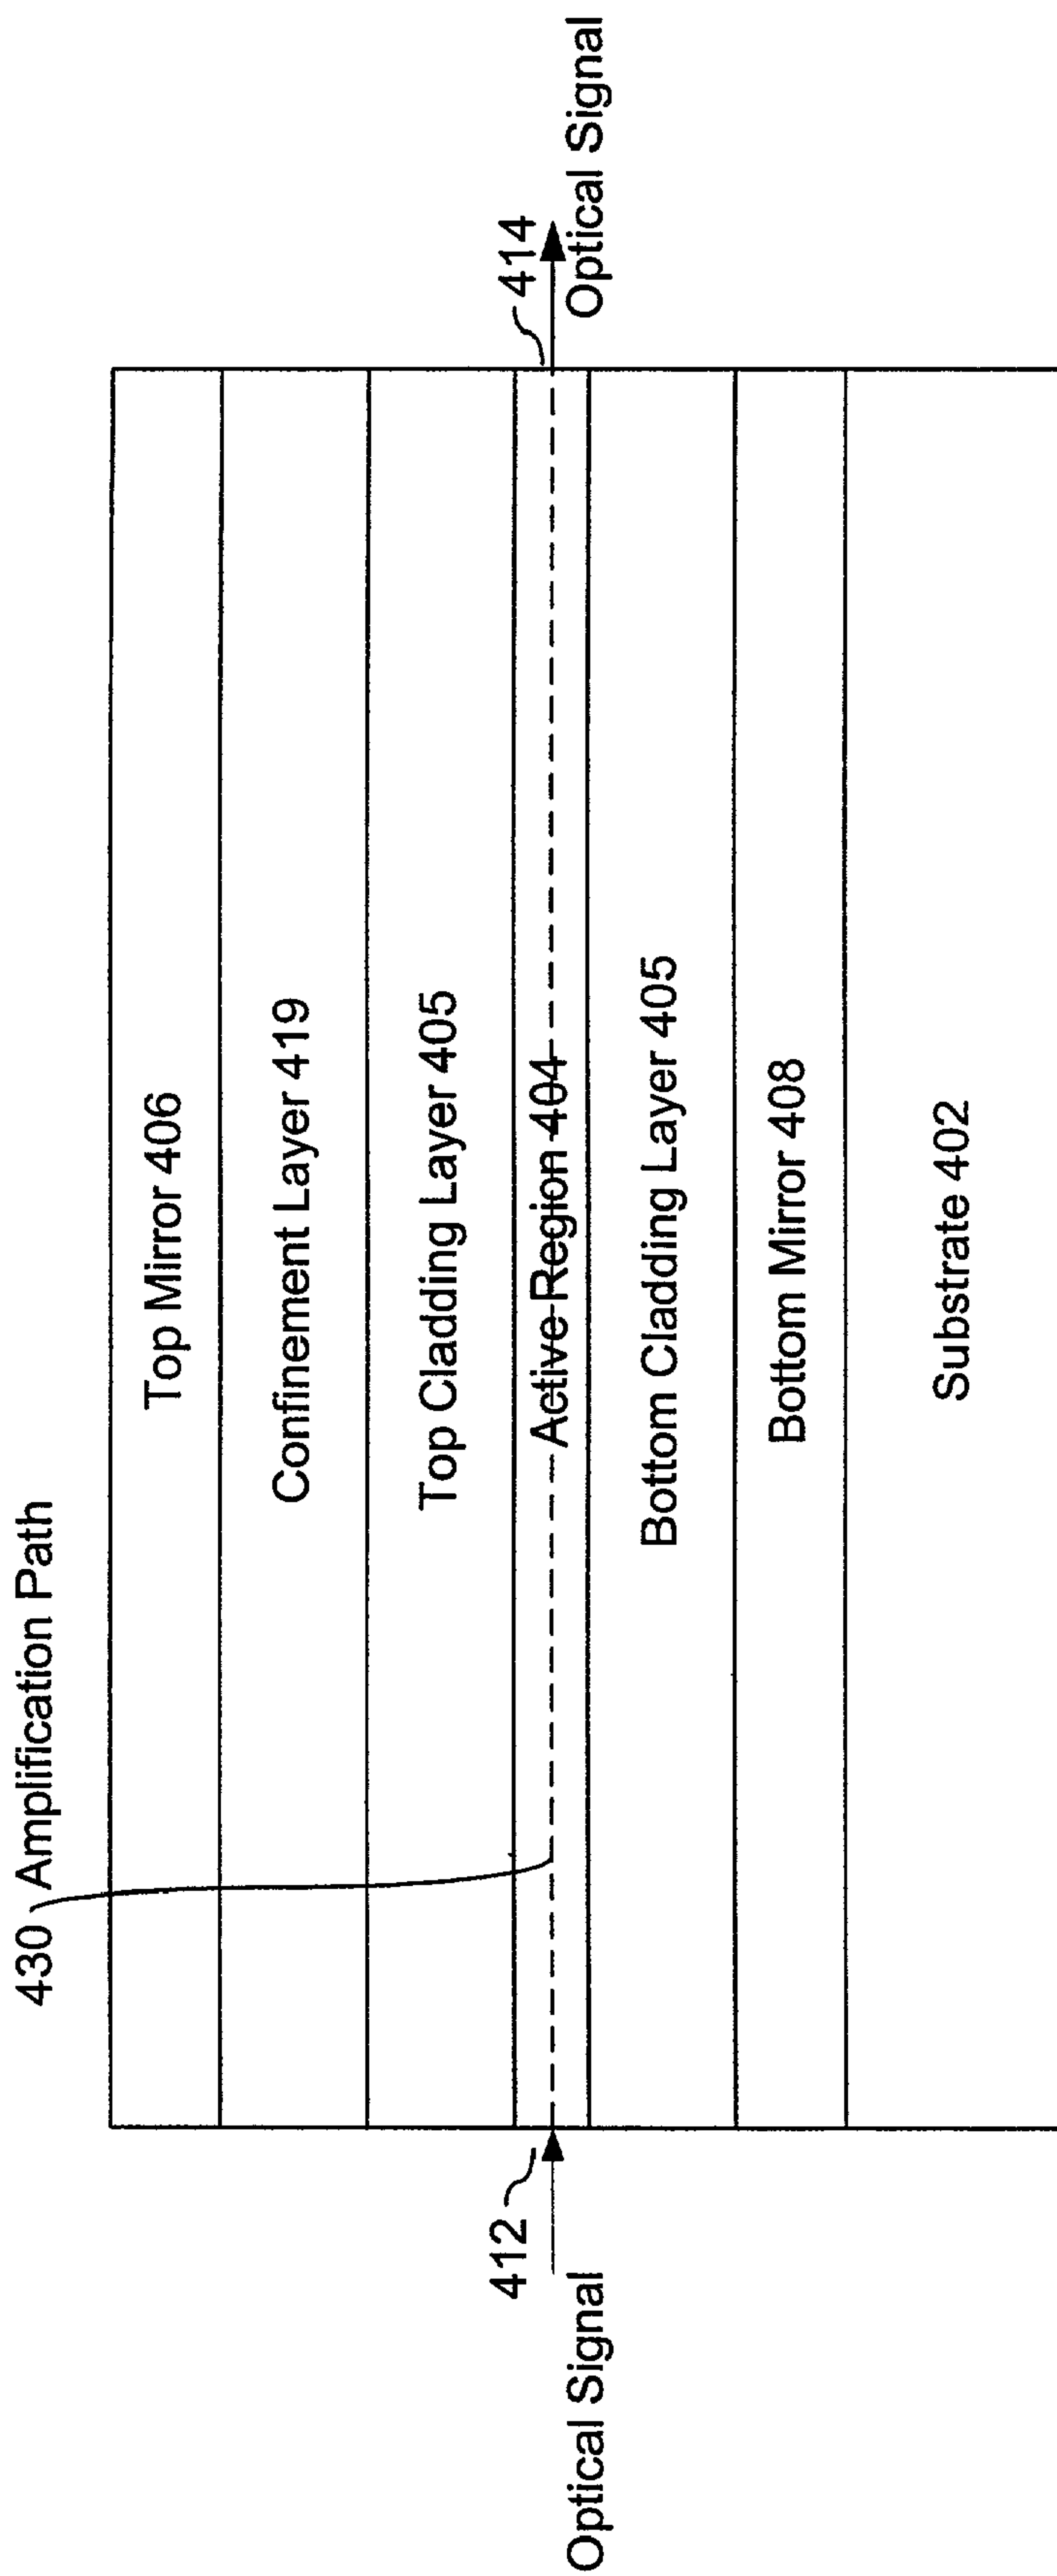 430 Amplification Path
Top Mirror 406
Confinement Layer 419
Top Cladding Layer 405
412
414
Active Region 404
Optical Signal
Optical Signal
Bottom Cladding Layer 405
Bottom Mirror 408
Substrate 402